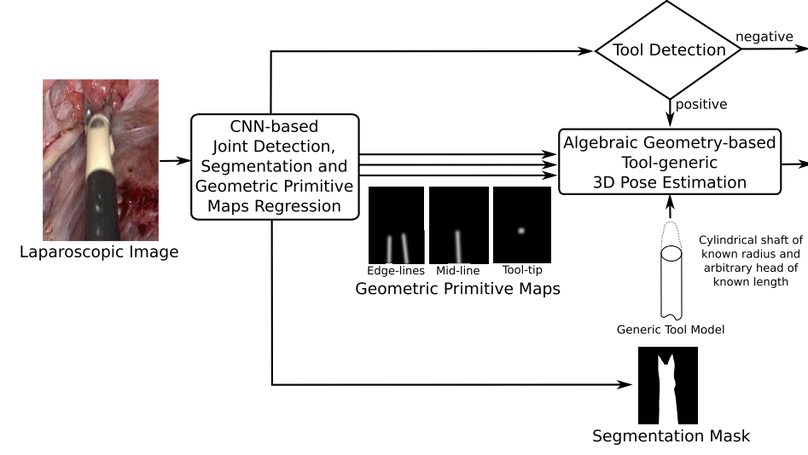 Tool Detection
negative
positive
CNN-based
Joint Detection,
Segmentation and
Geometric Primitive
Maps Regression
Algebraic Geometry-based
Tool-generic
3D Pose Estimation
Laparoscopic Image
Edge-lines
Mid-line
Tool-tip
Geometric Primitive Maps
Cylindrical shaft of
known radius and
arbitrary head of
known length
Generic Tool Model
Segmentation Mask